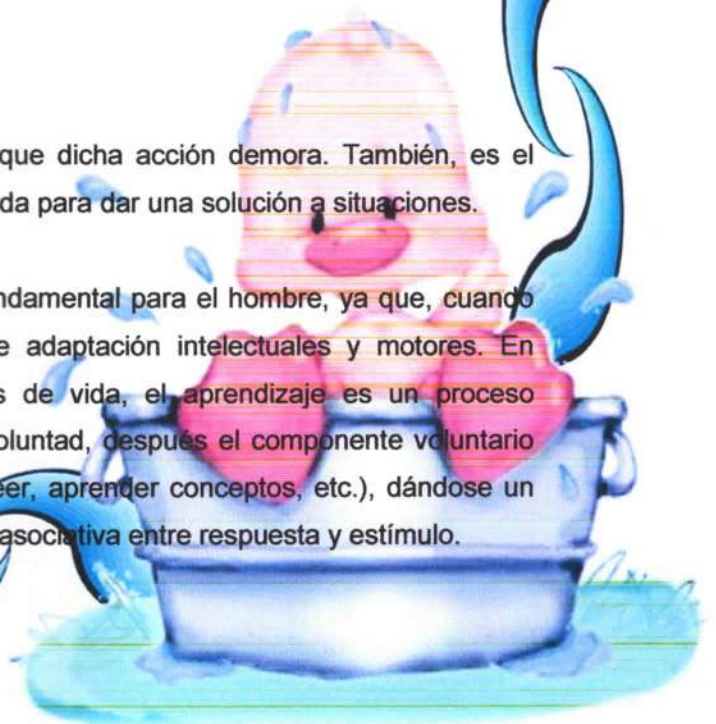 que dicha acción demora. También, es el
da para dar una solución a situaciones.
ndamental para el hombre, ya que, cuando
e adaptación intelectuales y motores. En
s de vida, el aprendizaje es un proceso
oluntad, después el componente voluntario
eer, aprender conceptos, etc.), dándose un
asociativa entre respuesta y estímulo.